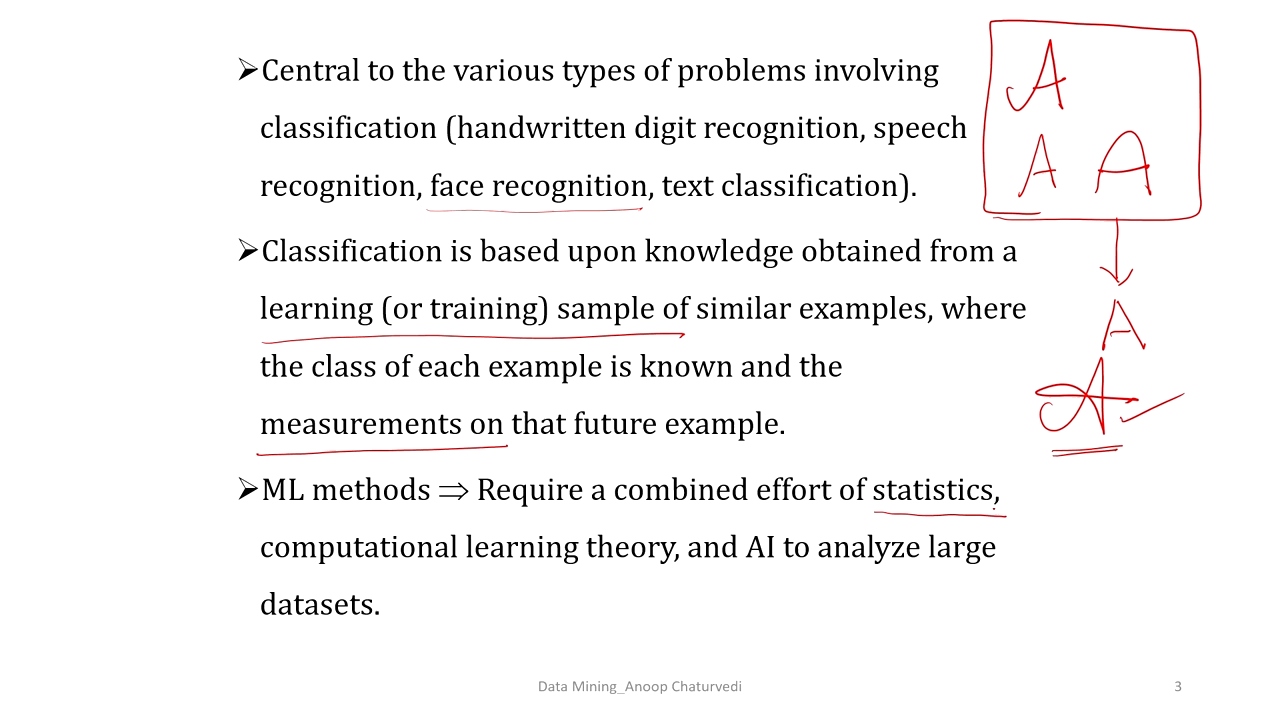 ➢Central to the various types of problems involving
classification (handwritten digit recognition, speech
recognition, face recognition, text classification).
➢Classification is based upon knowledge obtained from a
learning (or training) sample of similar examples, where
the class of each example is known and the
measurements on that future example.
➢ML methods ⇒ Require a combined effort of statistics,
computational learning theory, and AI to analyze large
datasets.
A
A A
A
A
Data Mining_Anoop Chaturvedi
3